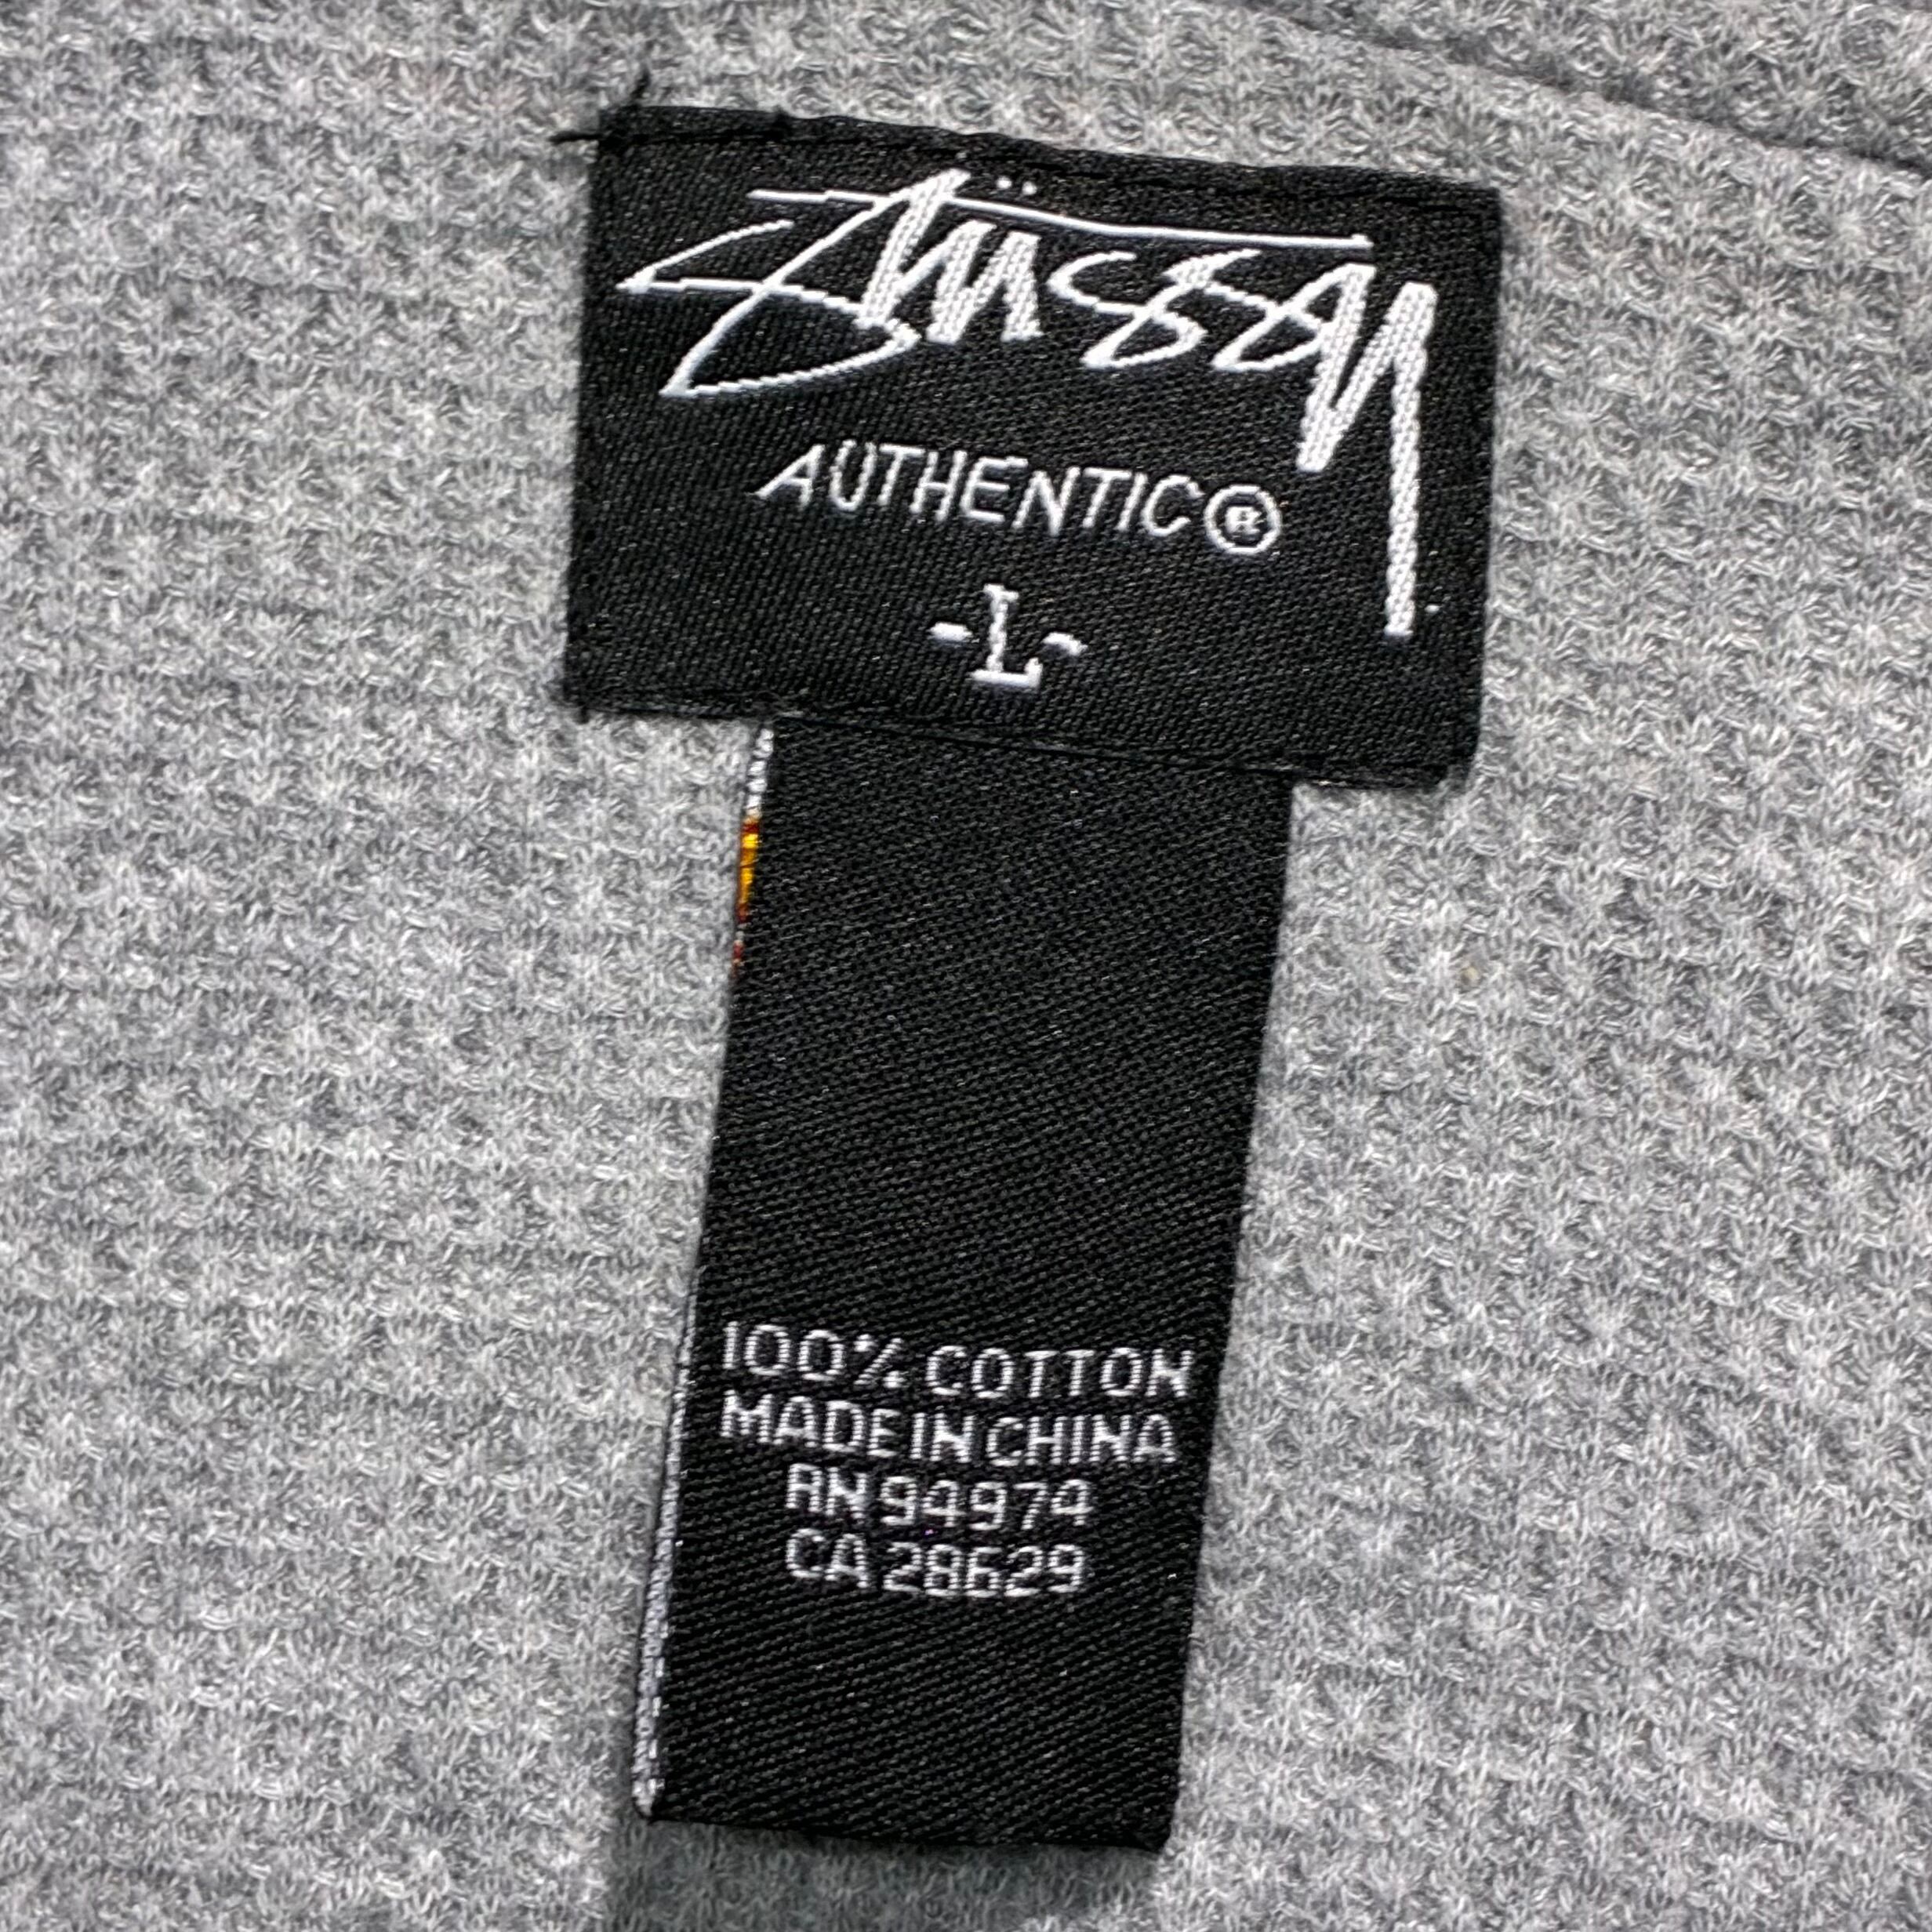 Stüssy
AUTHENTIC®
-L-
100% COTTON
MADE IN CHINA
RN 94974
CA 28629